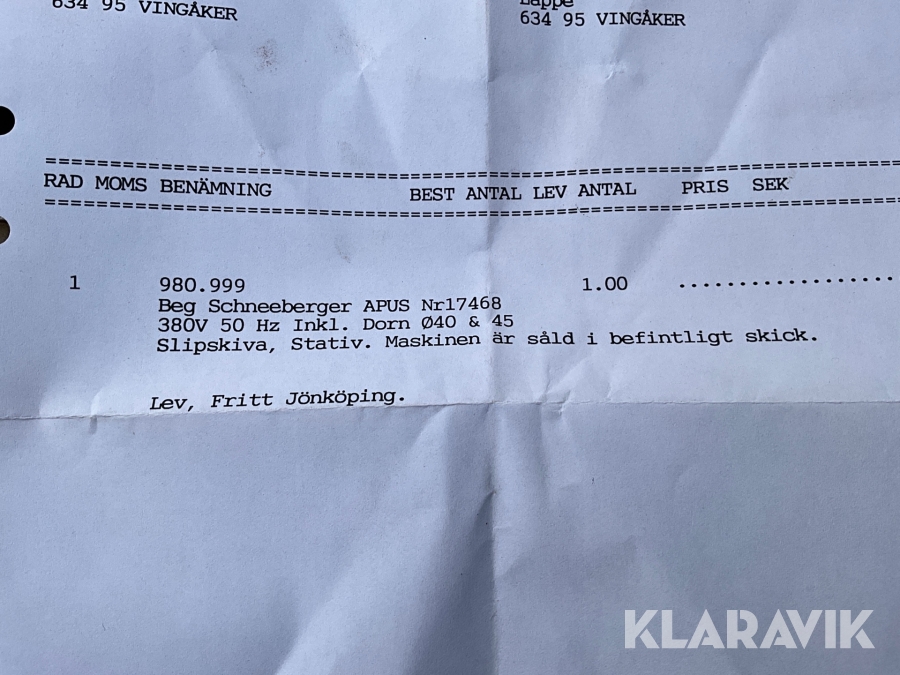 634 95 VINGÅKER
Läppe
634 95 VINGÅKER
RAD MOMS BENÄMNING BEST ANTAL LEV ANTAL PRIS SEK
1 980.999 1.00 ....................
Beg Schneeberger APUS Nr17468
380V 50 Hz Inkl. Dorn Ø40 & 45
Slipskiva, Stativ. Maskinen är såld i befintligt skick.
Lev, Fritt Jönköping.
KLARAVIK